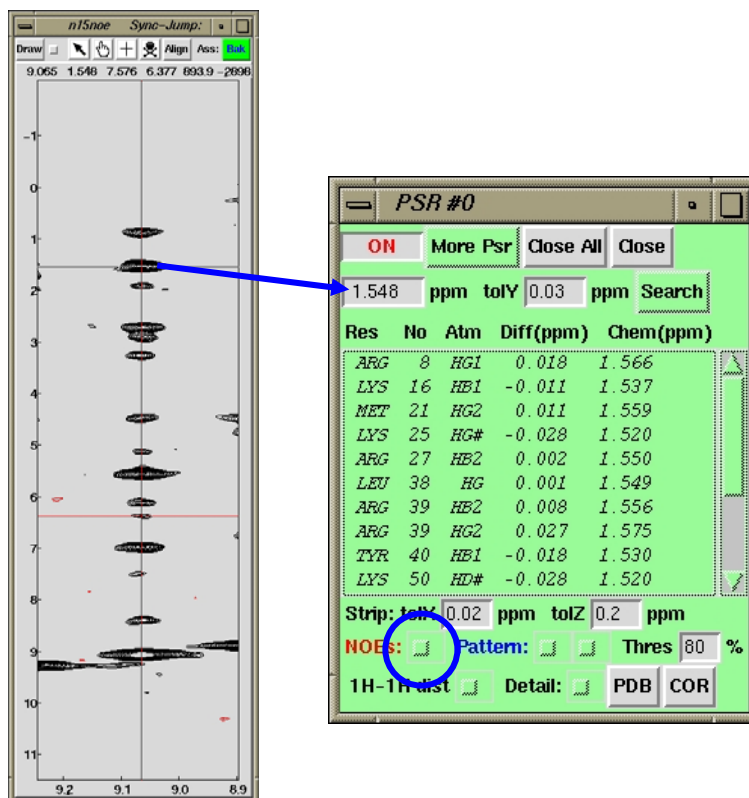 n15noe Sync-Jump:
Draw Align Ass: Bak
9.065 1.548 7.576 6.377 893.9 -2898
-1
0
1
2
3
4
5
6
7
8
9
10
11
9.2 9.1 9.0 8.9
PSR #0
ON More Psr Close All Close
1.548 ppm tolY 0.03 ppm Search
Res No Atm Diff(ppm) Chem(ppm)
ARG 8 HG1 0.018 1.566
LYS 16 HB1 -0.011 1.537
MET 21 HG2 0.011 1.559
LYS 25 HG# -0.028 1.520
ARG 27 HB2 0.002 1.550
LEU 38 HG 0.001 1.549
ARG 39 HB2 0.008 1.556
ARG 39 HG2 0.027 1.575
TYR 40 HB1 -0.018 1.530
LYS 50 HD# -0.028 1.520
Strip: tolX 0.02 ppm tolZ 0.2 ppm
NOEs: Pattern: Thres 80 %
1H-1H dist Detail: PDB COR